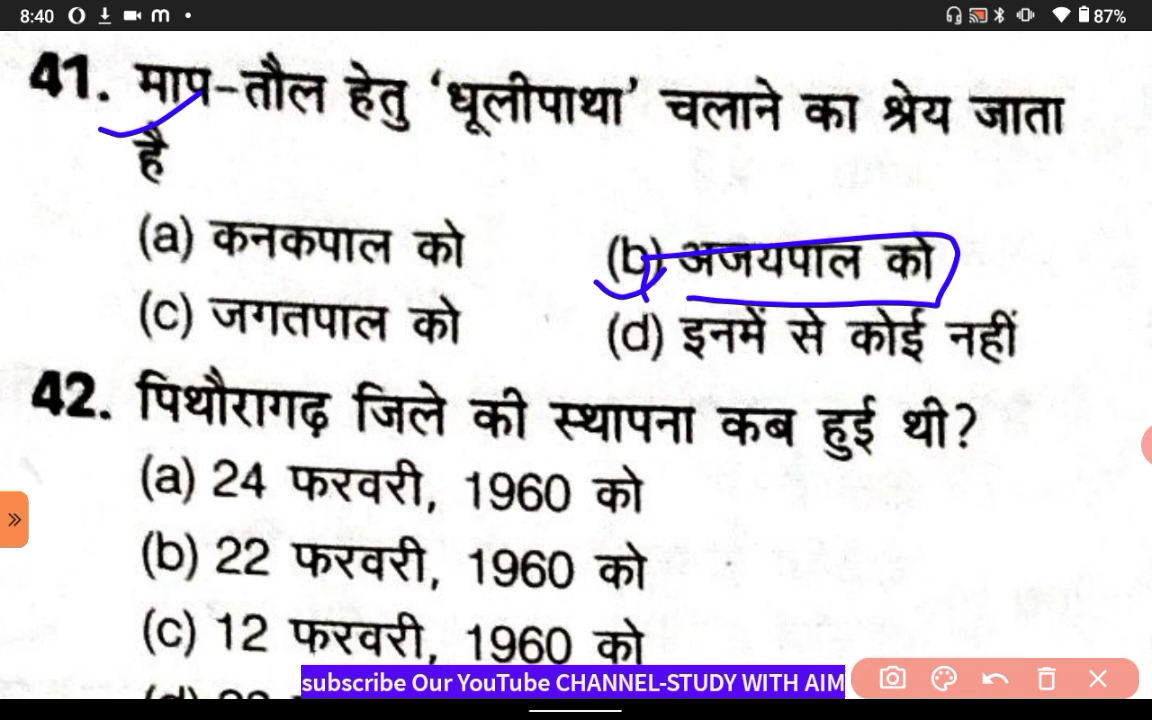 8:40 87%
41. माप-तौल हेतु ‘धूलीपाथा’ चलाने का श्रेय जाता
है
(a) कनकपाल को (b) अजयपाल को
(c) जगतपाल को (d) इनमें से कोई नहीं
42. पिथौरागढ़ जिले की स्थापना कब हुई थी?
(a) 24 फरवरी, 1960 को
(b) 22 फरवरी, 1960 को
(c) 12 फरवरी, 1960 को
subscribe Our YouTube CHANNEL-STUDY WITH AIM